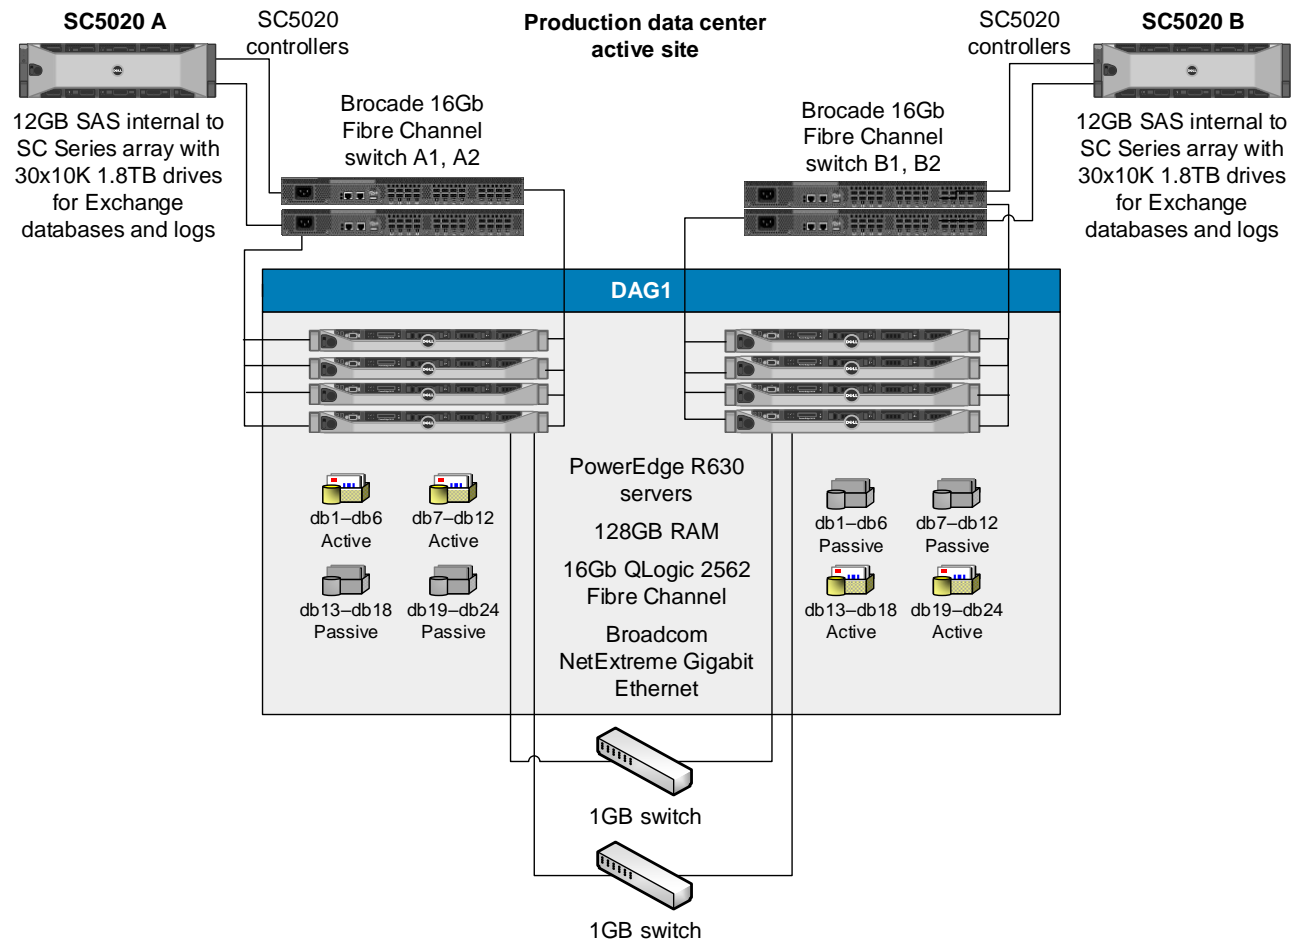 SC5020 A
SC5020
controllers
Production data center
active site
SC5020
controllers
SC5020 B
12GB SAS internal to
SC Series array with
30x10K 1.8TB drives
for Exchange
databases and logs
Brocade 16Gb
Fibre Channel
switch A1, A2
Brocade 16Gb
Fibre Channel
switch B1, B2
12GB SAS internal to
SC Series array with
30x10K 1.8TB drives
for Exchange
databases and logs
DAG1
PowerEdge R630
servers
128GB RAM
16Gb QLogic 2562
Fibre Channel
Broadcom
NetExtreme Gigabit
Ethernet
db1–db6
Active
db7–db12
Active
db13–db18
Passive
db19–db24
Passive
db1–db6
Passive
db7–db12
Passive
db13–db18
Active
db19–db24
Active
1GB switch
1GB switch